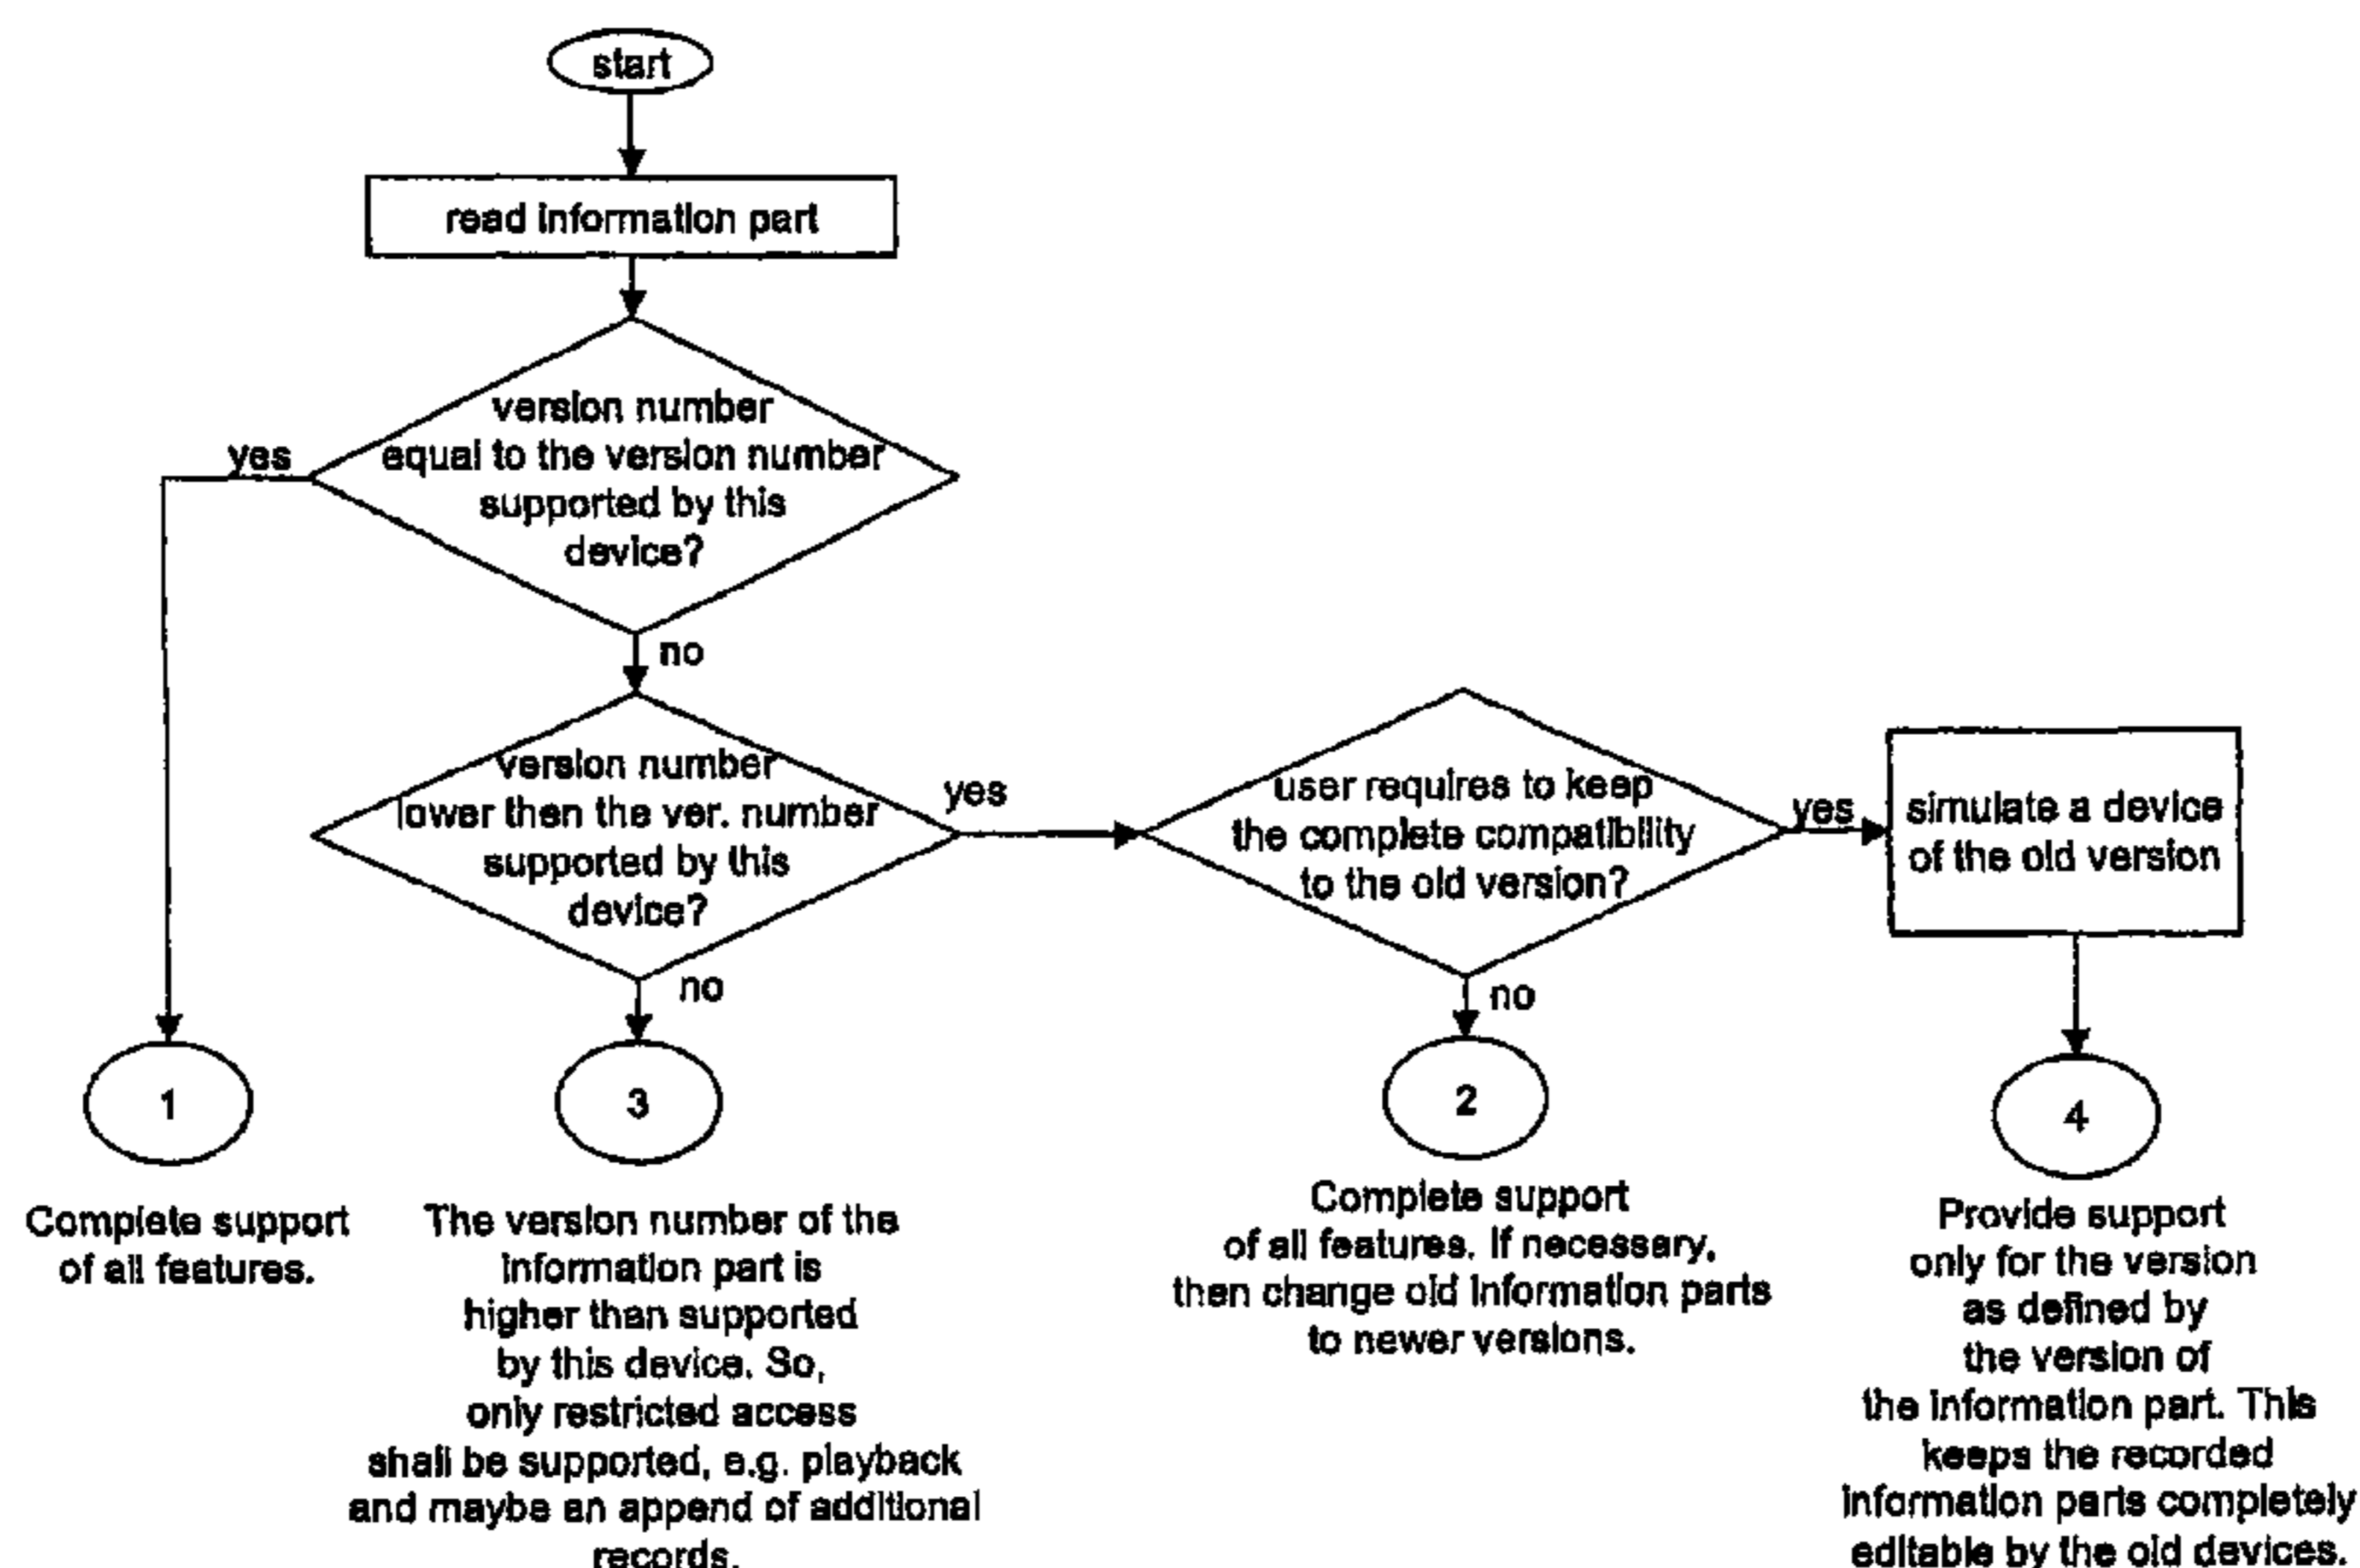 start
read information part
version number
equal to the version number
supported by this
device?
yes
no
version number
lower then the ver. number
supported by this
device?
yes
no
user requires to keep
the complete compatibility
to the old version?
yes
no
simulate a device
of the old version
1
Complete support
of all features.
3
The version number of the
information part is
higher than supported
by this device. So,
only restricted access
shall be supported, e.g. playback
and maybe an append of additional
records.
2
Complete support
of all features. If necessary,
then change old information parts
to newer versions.
4
Provide support
only for the version
as defined by
the version of
the information part. This
keeps the recorded
information parts completely
editable by the old devices.